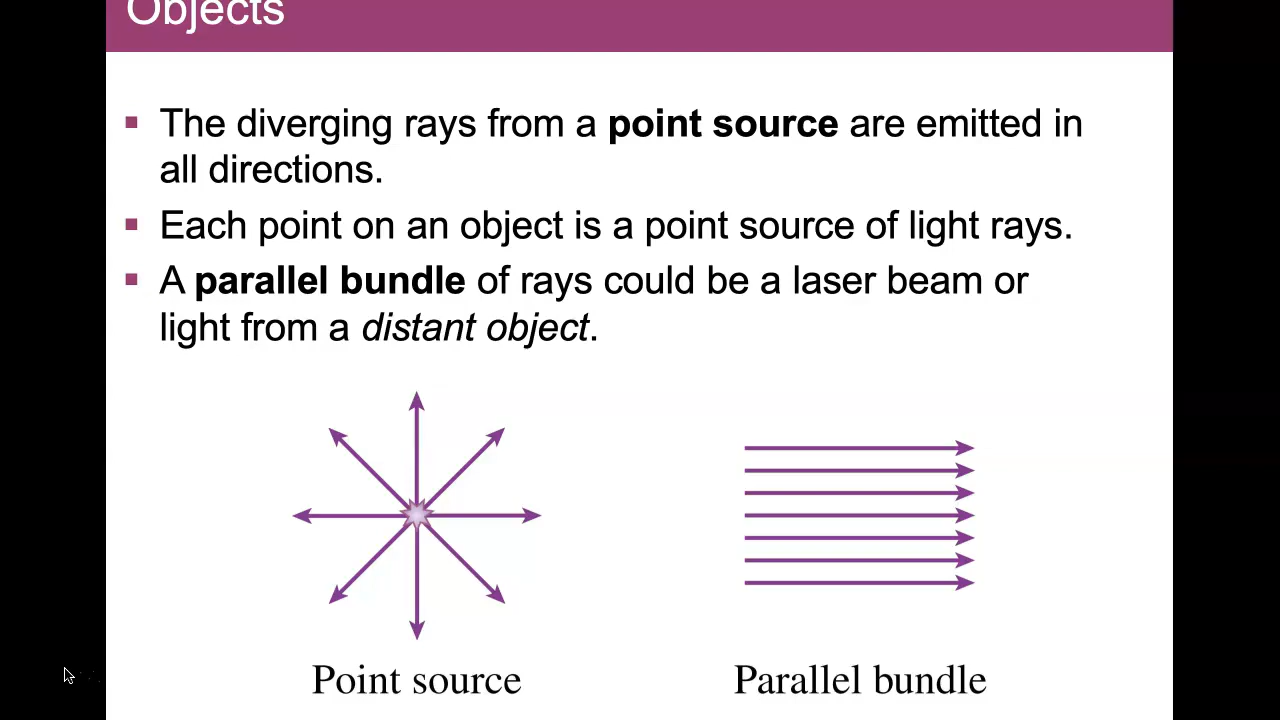 Objects
The diverging rays from a point source are emitted in
all directions.
Each point on an object is a point source of light rays.
A parallel bundle of rays could be a laser beam or
light from a distant object.
Point source
Parallel bundle